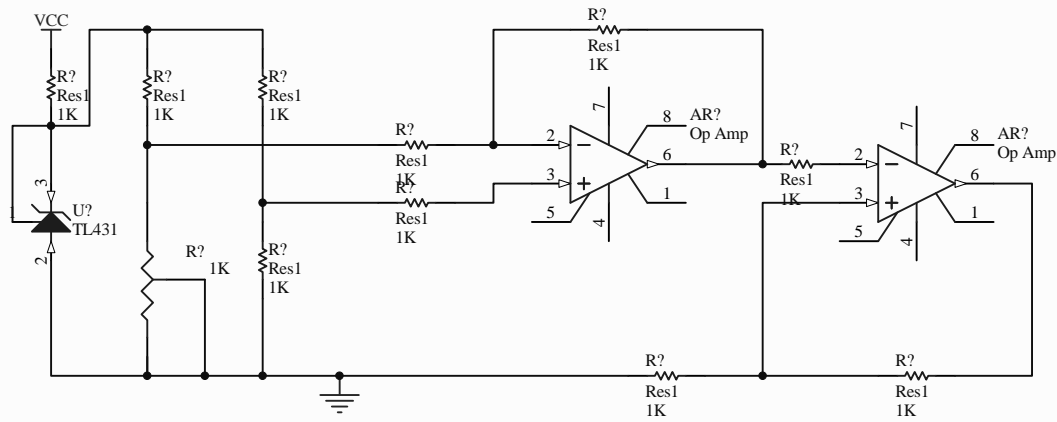 VCC
R?
Res1
1K
R?
Res1
1K
R?
Res1
1K
3
1
U?
TL431
2
R?
1K
R?
Res1
1K
R?
Res1
1K
R?
Res1
1K
R?
Res1
1K
2
3
7
8
AR?
Op Amp
6
5
4
1
R?
Res1
1K
2
3
7
8
AR?
Op Amp
6
5
4
1
R?
Res1
1K
R?
Res1
1K